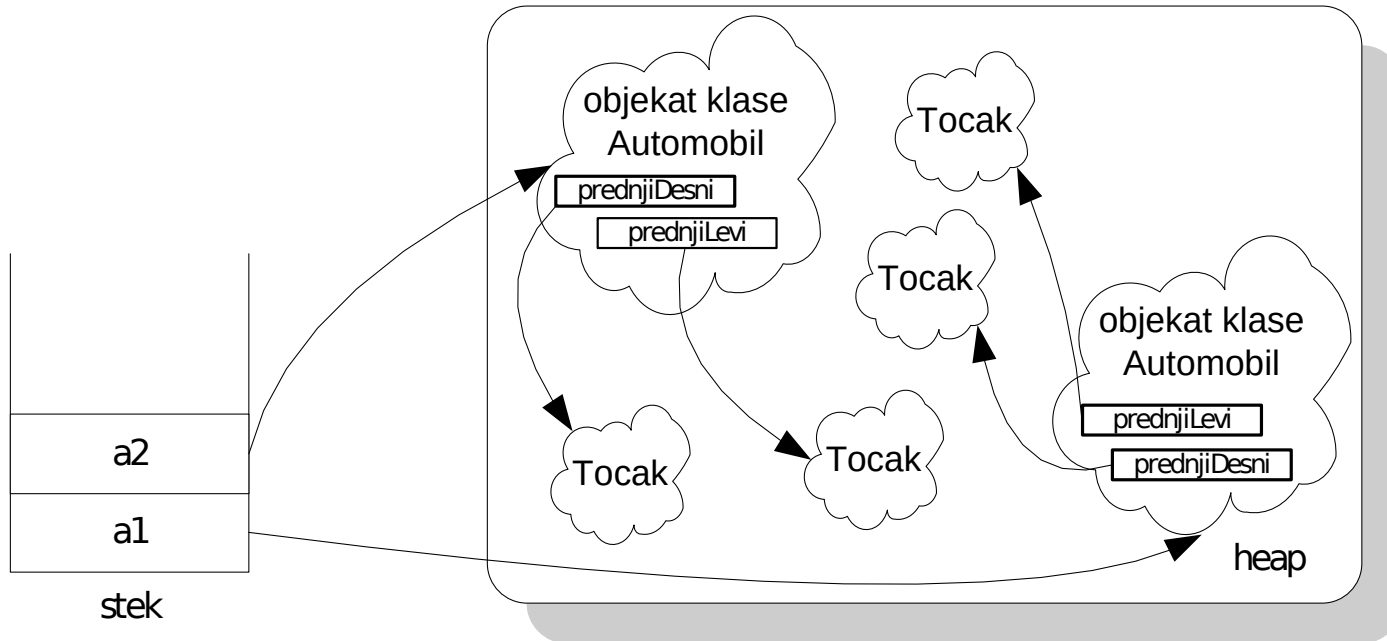 objekat klase
Automobil
prednjiDesni
prednjiLevi
Tocak
Tocak
objekat klase
Automobil
prednjiLevi
prednjiDesni
Tocak
Tocak
a2
a1
stek
heap